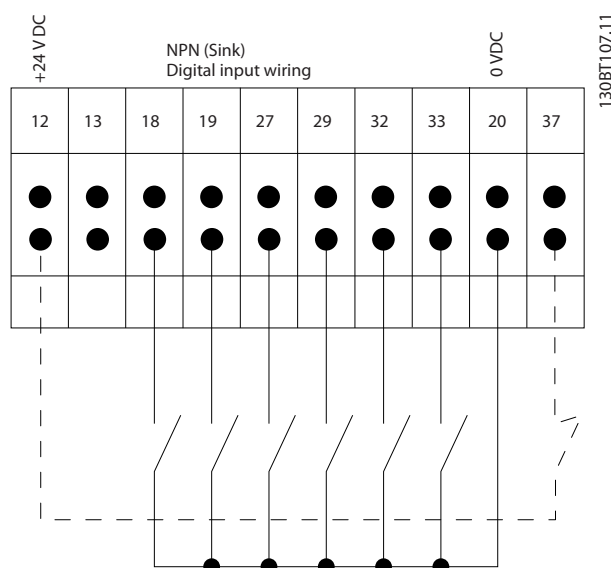 +24 V DC
NPN (Sink)
Digital input wiring
0 VDC
130BT107.11
12 13 18 19 27 29 32 33 20 37